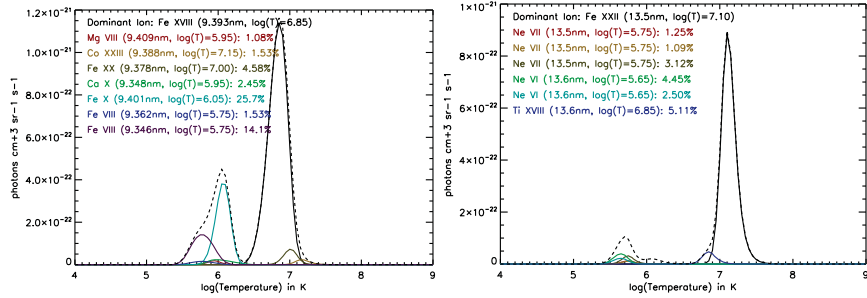 1.2×10⁻²¹
1.0×10⁻²¹
8.0×10⁻²²
6.0×10⁻²²
4.0×10⁻²²
2.0×10⁻²²
0
photons cm+3 sr−1 s−1
Dominant Ion: Fe XVIII (9.393nm, log(T)=6.85)
Mg VIII (9.409nm, log(T)=5.95): 1.08%
Co XXIII (9.388nm, log(T)=7.15): 1.53%
Fe XX (9.378nm, log(T)=7.00): 4.58%
Ca X (9.348nm, log(T)=5.95): 2.45%
Fe X (9.401nm, log(T)=6.05): 25.7%
Fe VIII (9.362nm, log(T)=5.75): 1.53%
Fe VIII (9.346nm, log(T)=5.75): 14.1%
4 5 6 7 8 9
log(Temperature) in K
1×10⁻²¹
8×10⁻²²
6×10⁻²²
4×10⁻²²
2×10⁻²²
0
photons cm+3 sr−1 s−1
Dominant Ion: Fe XXII (13.5nm, log(T)=7.10)
Ne VII (13.5nm, log(T)=5.75): 1.25%
Ne VII (13.5nm, log(T)=5.75): 1.09%
Ne VII (13.5nm, log(T)=5.75): 3.12%
Ne VI (13.6nm, log(T)=5.65): 4.45%
Ne VI (13.6nm, log(T)=5.65): 2.50%
Ti XVIII (13.6nm, log(T)=6.85): 5.11%
4 5 6 7 8 9
log(Temperature) in K